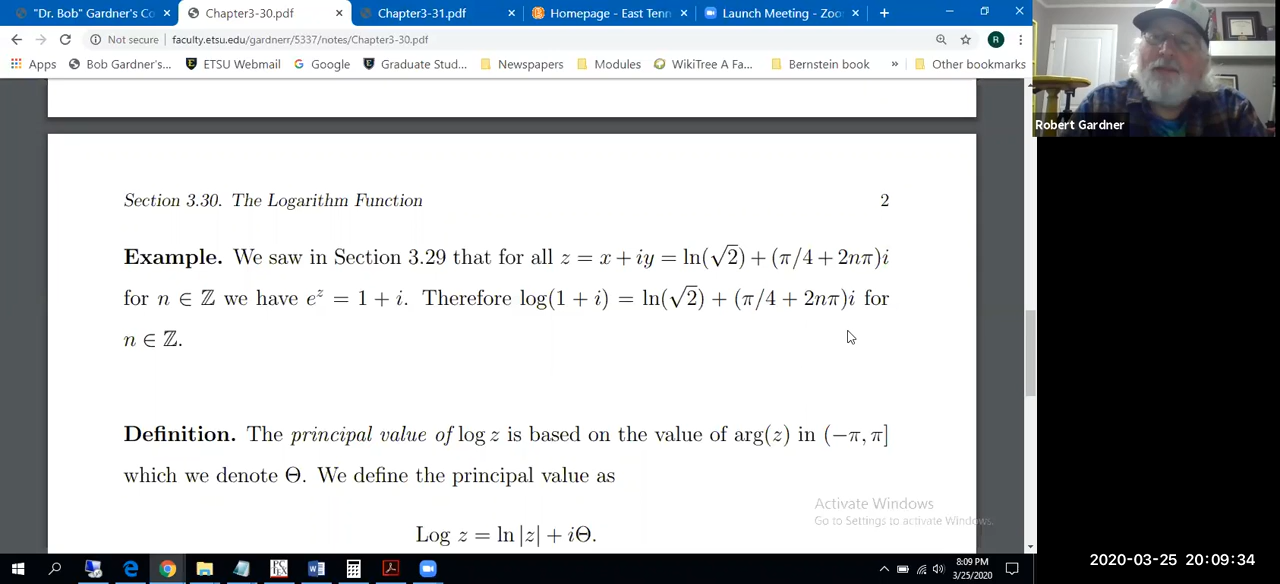 "Dr. Bob" Gardner's Co
Chapter3-30.pdf
Chapter3-31.pdf
Homepage - East Tenn
Launch Meeting - Zoo
Not secure | faculty.etsu.edu/gardnerr/5337/notes/Chapter3-30.pdf
R
Apps
Bob Gardner's...
ETSU Webmail
Google
Graduate Stud...
Newspapers
Modules
WikiTree A Fa...
Bernstein book
»
Other bookmarks
Robert Gardner
Section 3.30. The Logarithm Function 2
Example. We saw in Section 3.29 that for all z = x + iy = ln(√2) + (π/4 + 2nπ)i
for n ∈ ℤ we have eᶻ = 1 + i. Therefore log(1 + i) = ln(√2) + (π/4 + 2nπ)i for
n ∈ ℤ.
Definition. The principal value of log z is based on the value of arg(z) in (−π, π]
which we denote Θ. We define the principal value as
Log z = ln |z| + iΘ.
Activate Windows
Go to Settings to activate Windows.
8:09 PM
3/25/2020
2020-03-25 20:09:34